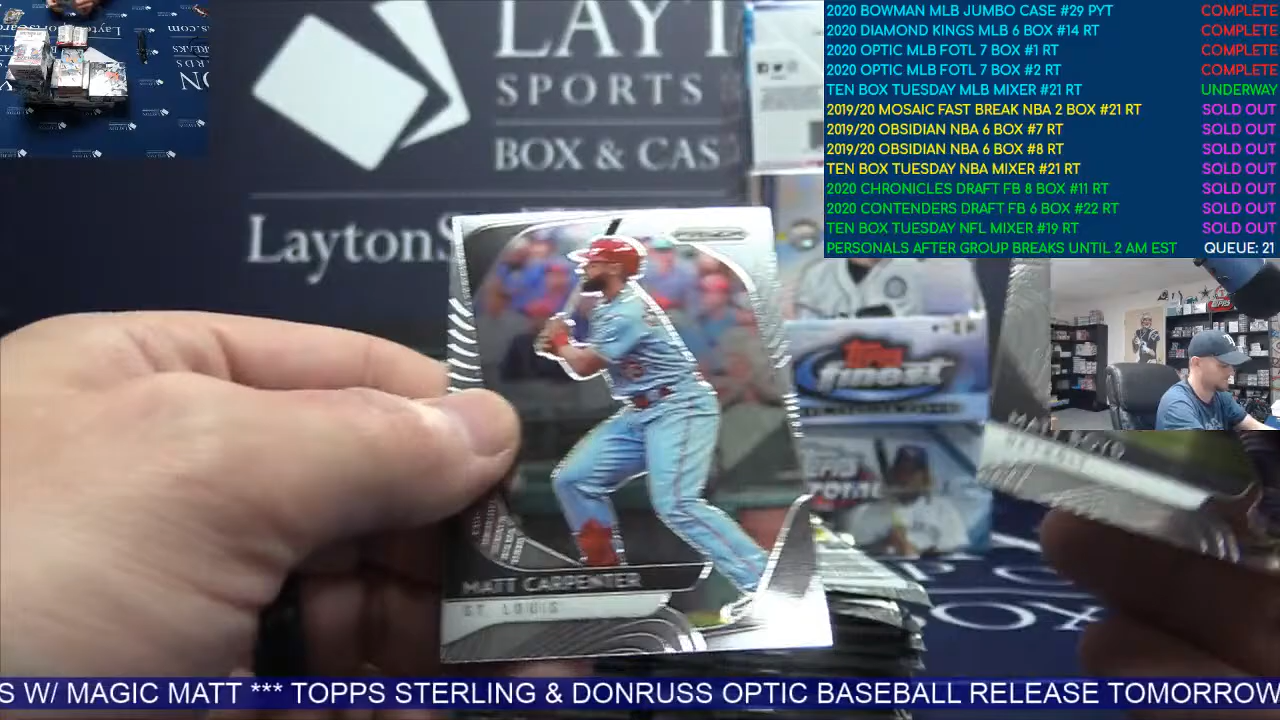 LaytonSpor
LAYT
SPORTS
BOX & CAS
LaytonS
2020 BOWMAN MLB JUMBO CASE #29 PYT COMPLETE
2020 DIAMOND KINGS MLB 6 BOX #14 RT COMPLETE
2020 OPTIC MLB FOTL 7 BOX #1 RT COMPLETE
2020 OPTIC MLB FOTL 7 BOX #2 RT COMPLETE
TEN BOX TUESDAY MLB MIXER #21 RT UNDERWAY
2019/20 MOSAIC FAST BREAK NBA 2 BOX #21 RT SOLD OUT
2019/20 OBSIDIAN NBA 6 BOX #7 RT SOLD OUT
2019/20 OBSIDIAN NBA 6 BOX #8 RT SOLD OUT
TEN BOX TUESDAY NBA MIXER #21 RT SOLD OUT
2020 CHRONICLES DRAFT FB 8 BOX #11 RT SOLD OUT
2020 CONTENDERS DRAFT FB 6 BOX #22 RT SOLD OUT
TEN BOX TUESDAY NFL MIXER #19 RT SOLD OUT
PERSONALS AFTER GROUP BREAKS UNTIL 2 AM EST QUEUE: 21
Topps
finest
MATT BOYD
MATT CARPENTER
ST. LOUIS
OX
S W/ MAGIC MATT *** TOPPS STERLING & DONRUSS OPTIC BASEBALL RELEASE TOMORROW